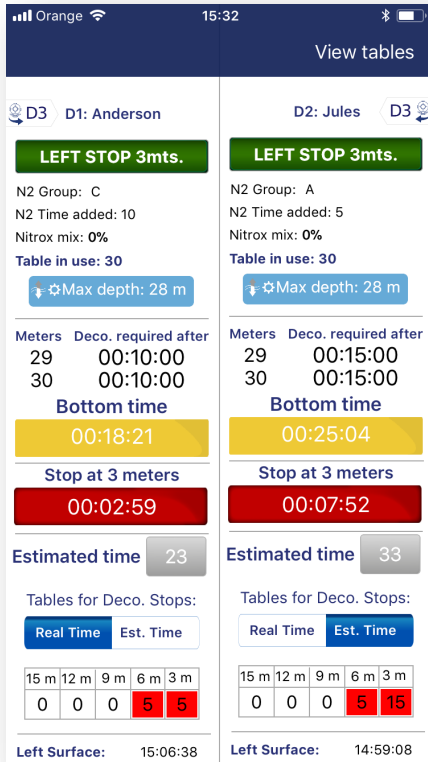 Orange 15:32
View tables
D3 D1: Anderson
LEFT STOP 3mts.
N2 Group: C
N2 Time added: 10
Nitrox mix: 0%
Table in use: 30
Max depth: 28 m
Meters Deco. required after
29 00:10:00
30 00:10:00
Bottom time
00:18:21
Stop at 3 meters
00:02:59
Estimated time 23
Tables for Deco. Stops:
Real Time Est. Time
15 m 12 m 9 m 6 m 3 m
0 0 0 5 5
Left Surface: 15:06:38
D2: Jules D3
LEFT STOP 3mts.
N2 Group: A
N2 Time added: 5
Nitrox mix: 0%
Table in use: 30
Max depth: 28 m
Meters Deco. required after
29 00:15:00
30 00:15:00
Bottom time
00:25:04
Stop at 3 meters
00:07:52
Estimated time 33
Tables for Deco. Stops:
Real Time Est. Time
15 m 12 m 9 m 6 m 3 m
0 0 0 5 15
Left Surface: 14:59:08